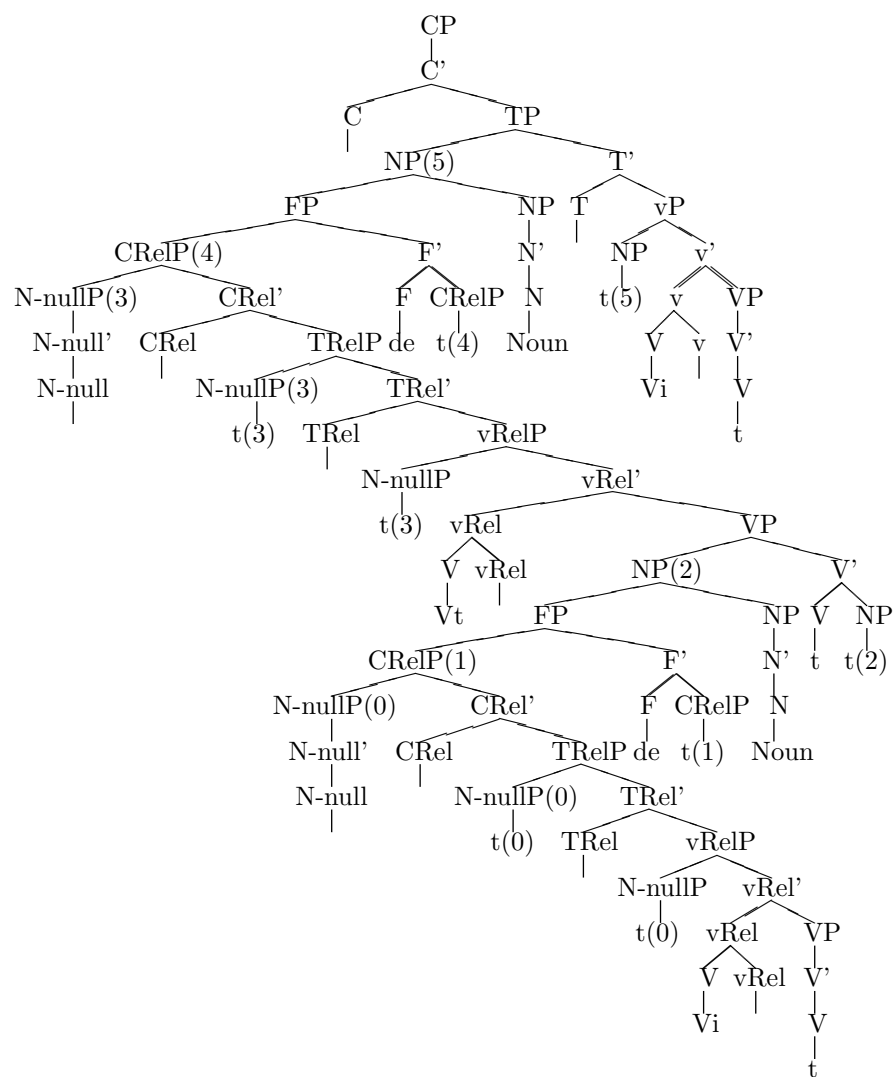 CP
C'
C TP
NP(5) T'
FP NP T vP
CRelP(4) F' N' NP v'
N-nullP(3) CRel' F CRelP N t(5) v VP
N-null' CRel TRelP de t(4) Noun V v V'
N-null N-nullP(3) TRel' Vi V
t(3) TRel vRelP t
N-nullP vRel'
t(3) vRel VP
V vRel NP(2) V'
Vt FP NP V NP
CRelP(1) F' N' t t(2)
N-nullP(0) CRel' F CRelP N
N-null' CRel TRelP de t(1) Noun
N-null N-nullP(0) TRel'
t(0) TRel vRelP
N-nullP vRel'
t(0) vRel VP
V vRel V'
Vi V
t